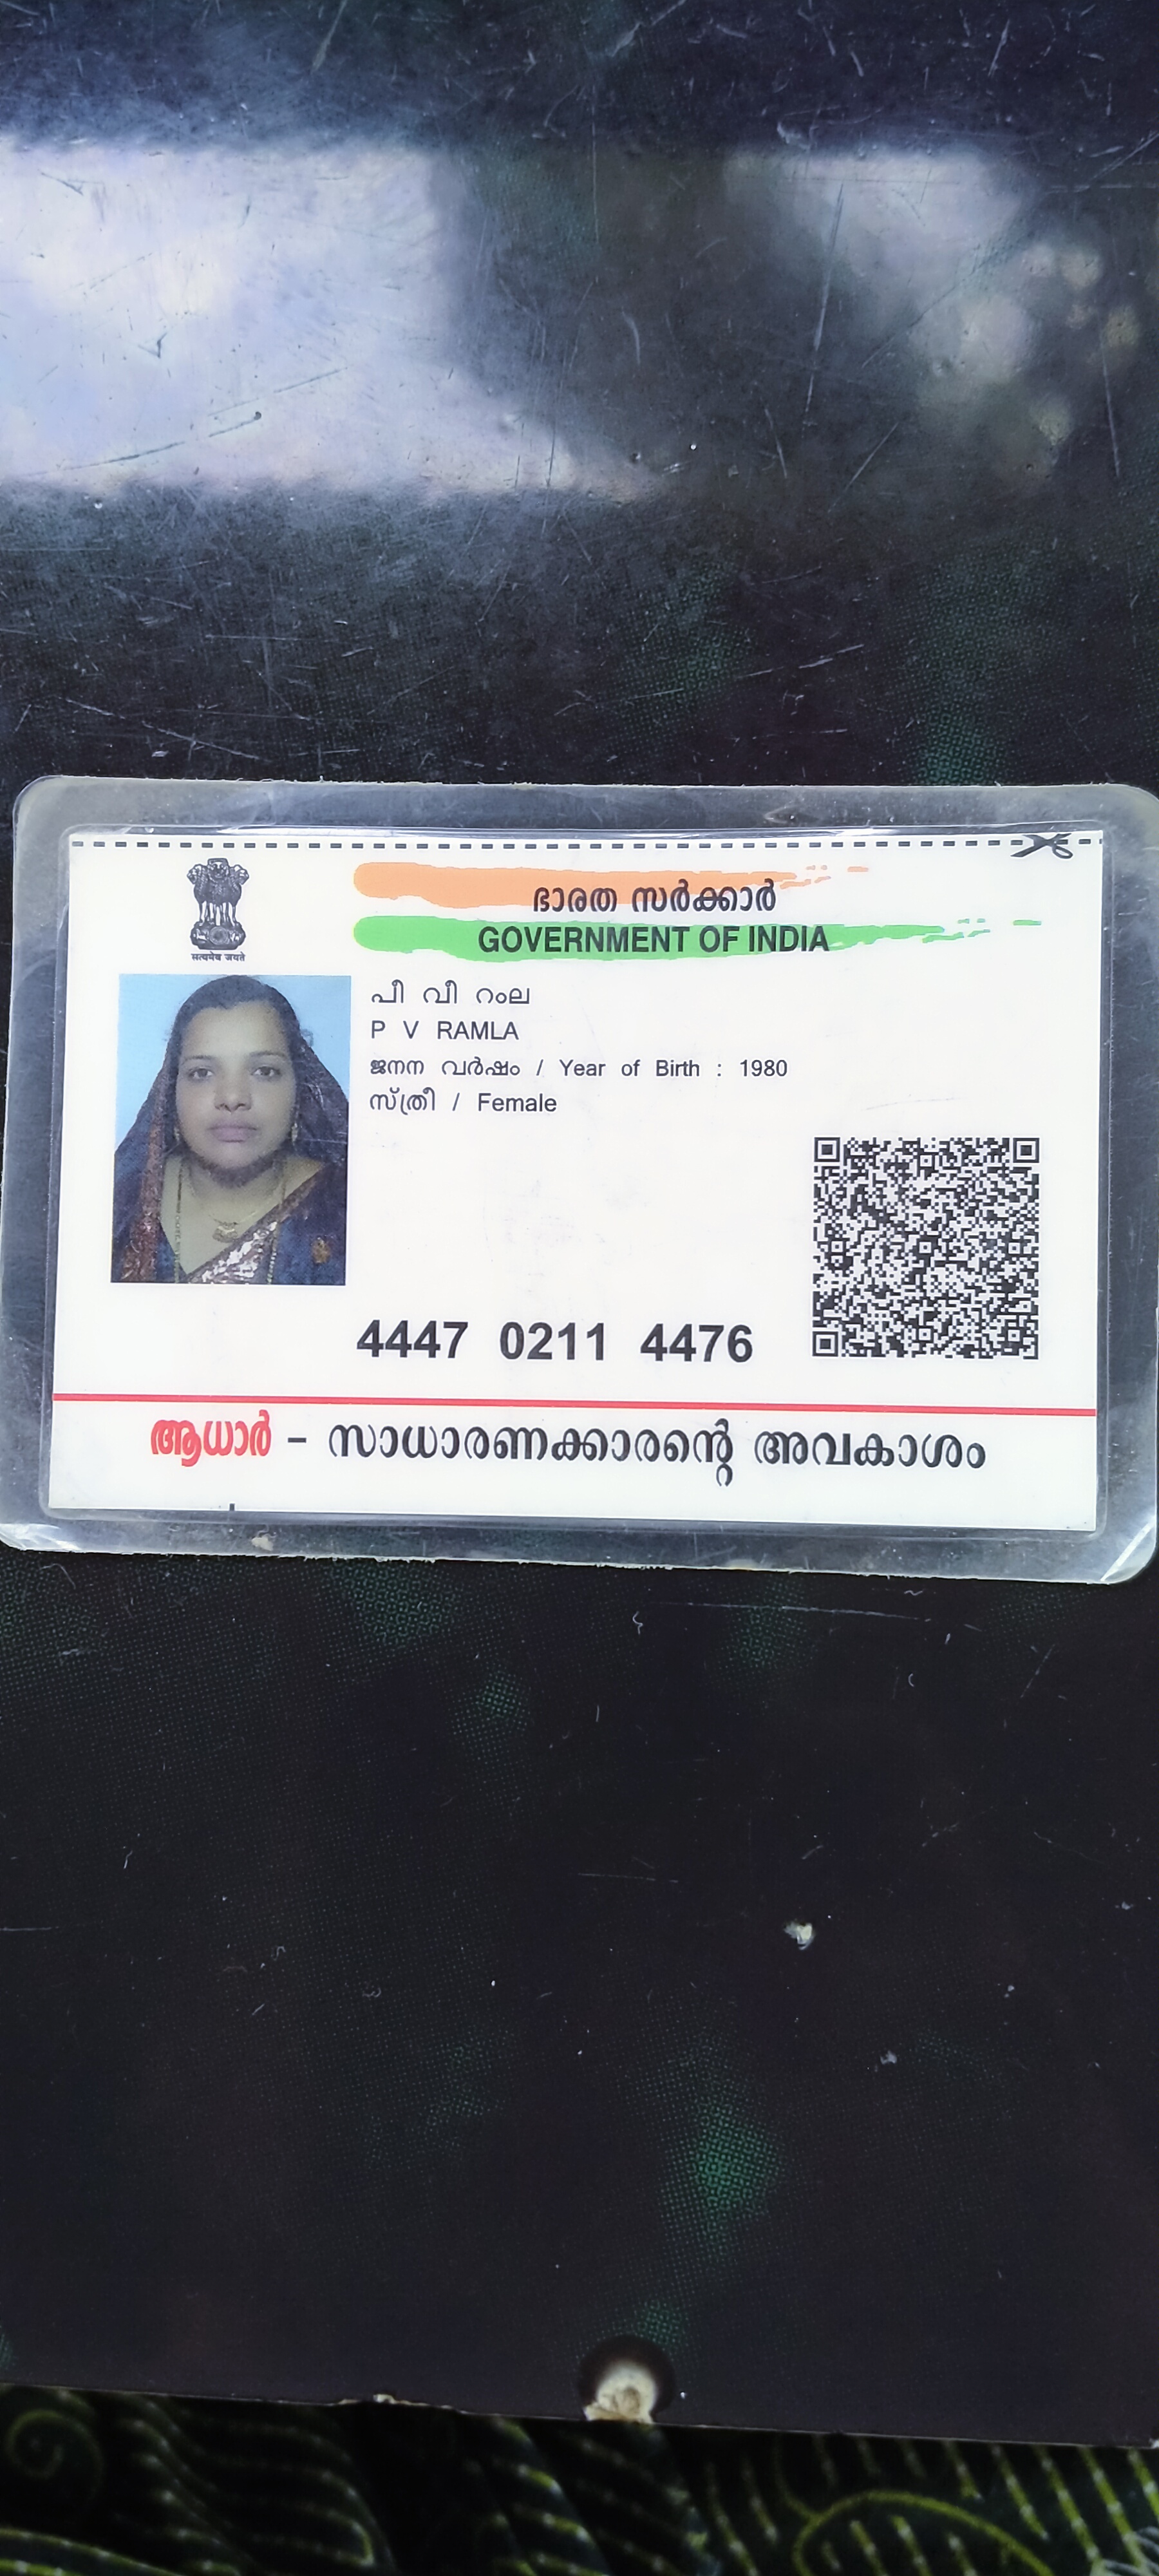 सत्यमेव जयते
ഭാരത സർക്കാർ
GOVERNMENT OF INDIA
പീ വീ റംല
P V RAMLA
ജനന വർഷം / Year of Birth : 1980
സ്ത്രീ / Female
4447 0211 4476
ആധാർ - സാധാരണക്കാരന്റെ അവകാശം